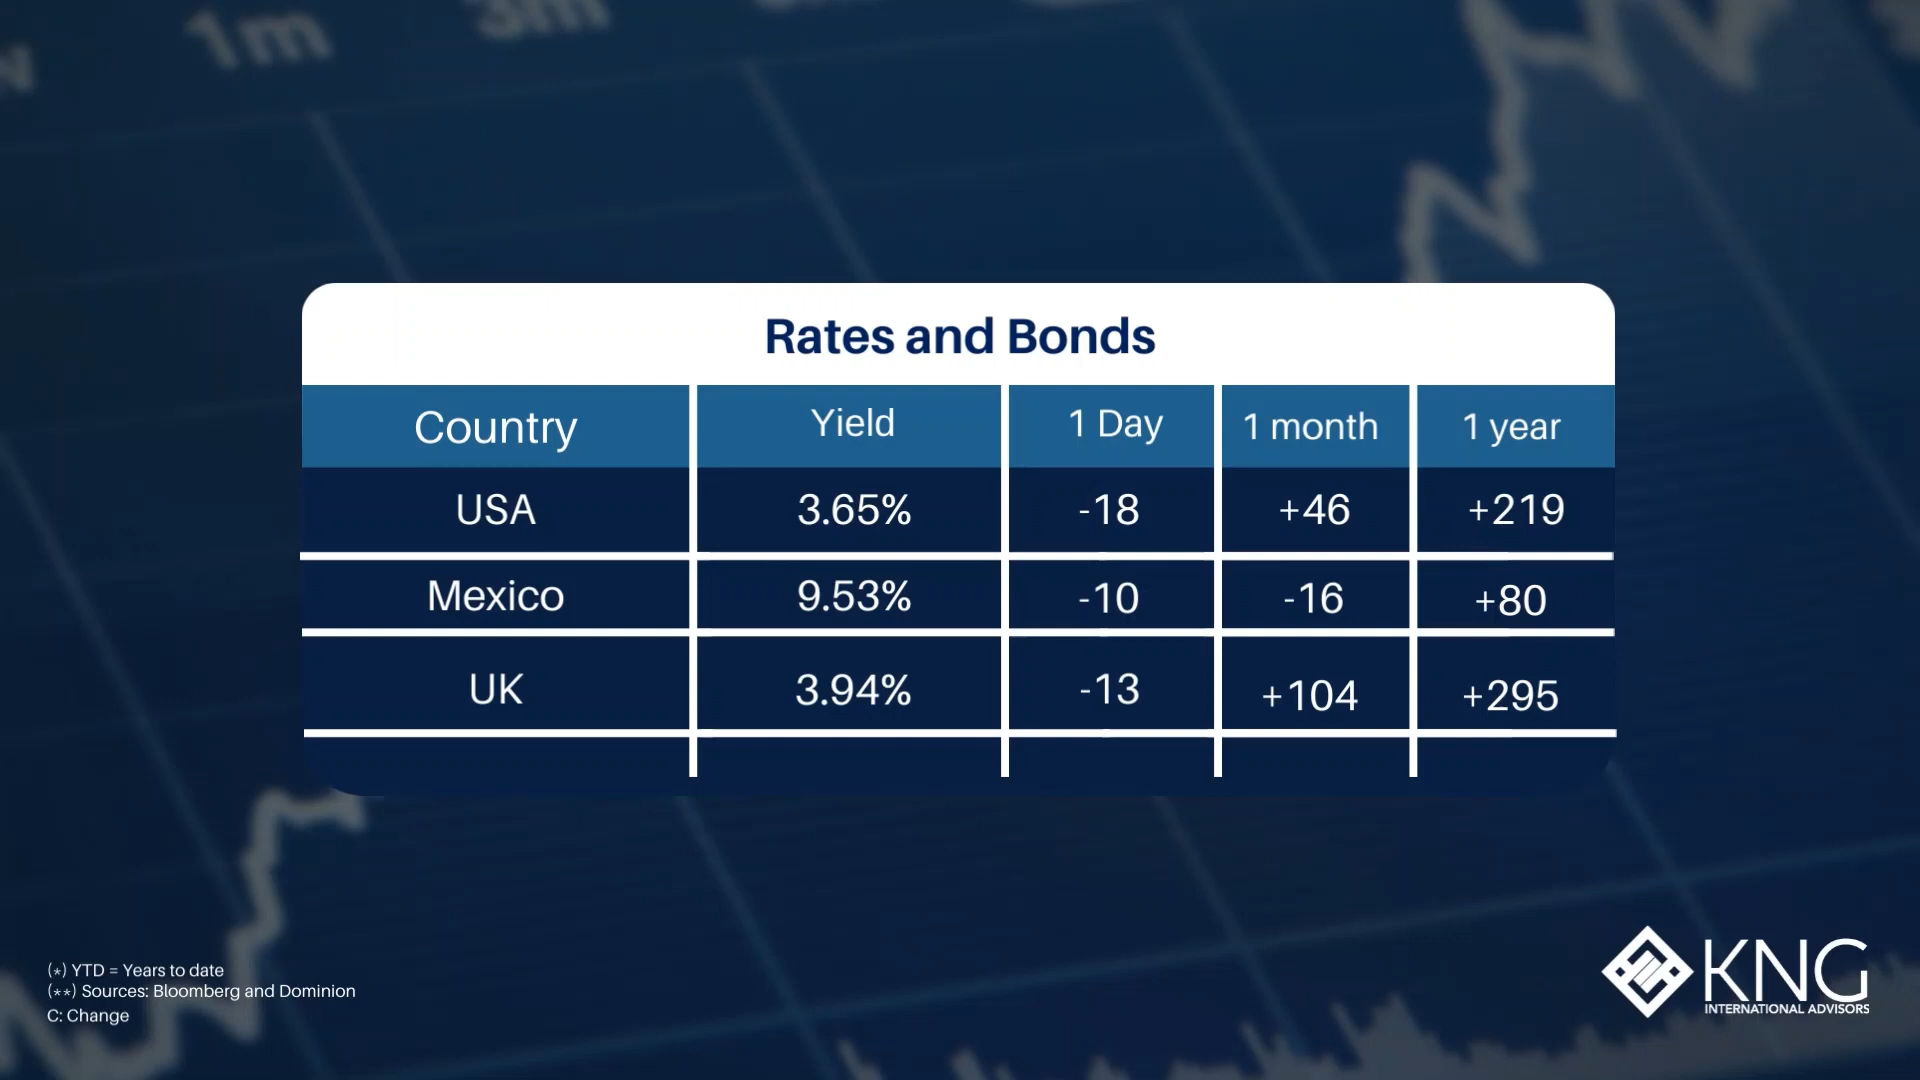 1m 3m
Rates and Bonds
Country Yield 1 Day 1 month 1 year
USA 3.65% -18 +46 +219
Mexico 9.53% -10 -16 +80
UK 3.94% -13 +104 +295
(*) YTD = Years to date
(**) Sources: Bloomberg and Dominion
C: Change
KNG
INTERNATIONAL ADVISORS